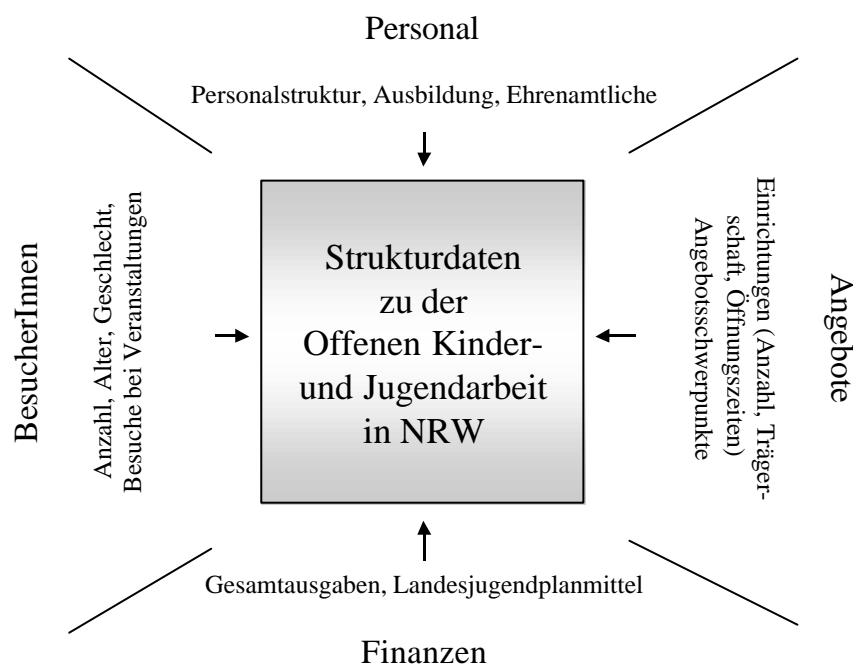 Personal
Personalstruktur, Ausbildung, Ehrenamtliche
BesucherInnen
Anzahl, Alter, Geschlecht,
Besuche bei Veranstaltungen
Strukturdaten
zu der
Offenen Kinder-
und Jugendarbeit
in NRW
Einrichtungen (Anzahl, Träger-
schaft, Öffnungszeiten)
Angebotsschwerpunkte
Angebote
Gesamtausgaben, Landesjugendplanmittel
Finanzen